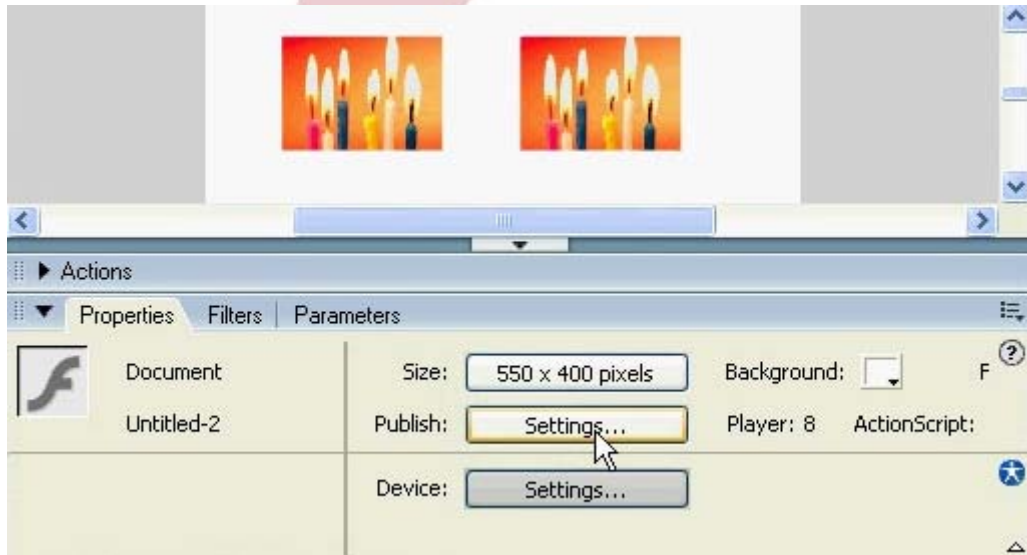 Actions
Properties Filters Parameters
Document Size: 550 x 400 pixels Background: F
Untitled-2 Publish: Settings... Player: 8 ActionScript:
Device: Settings...